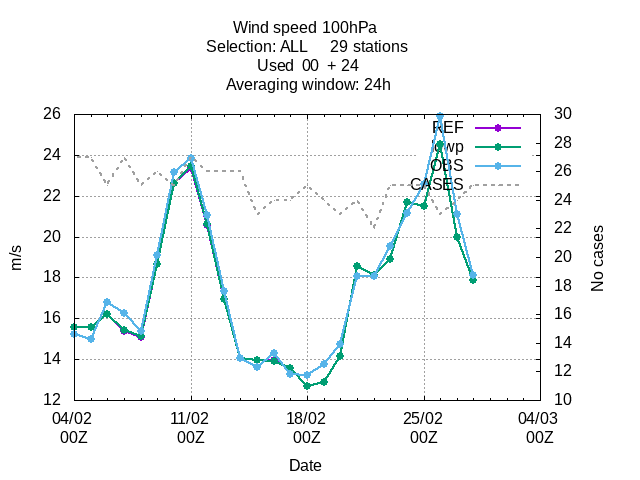 Wind speed 100hPa
Selection: ALL 29 stations
Used 00 + 24
Averaging window: 24h
26 30
REF
28
24 lowp
OBS 26
CASES
22 24
22
20 20
18 18
16 16
14 14
12
12 10
m/s
No cases
04/02 11/02 18/02 25/02 04/03
00Z 00Z 00Z 00Z 00Z
Date